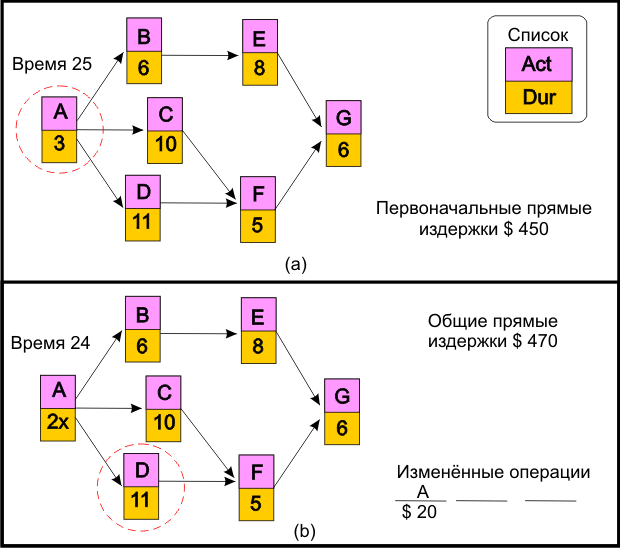 Время 25
B
6
E
8
Список
Act
Dur
A
3
C
10
G
6
D
11
F
5
Первоначальные прямые
издержки $ 450
(a)
Время 24
B
6
E
8
Общие прямые
издержки $ 470
A
2x
C
10
G
6
D
11
F
5
Изменённые операции
A
$ 20
(b)